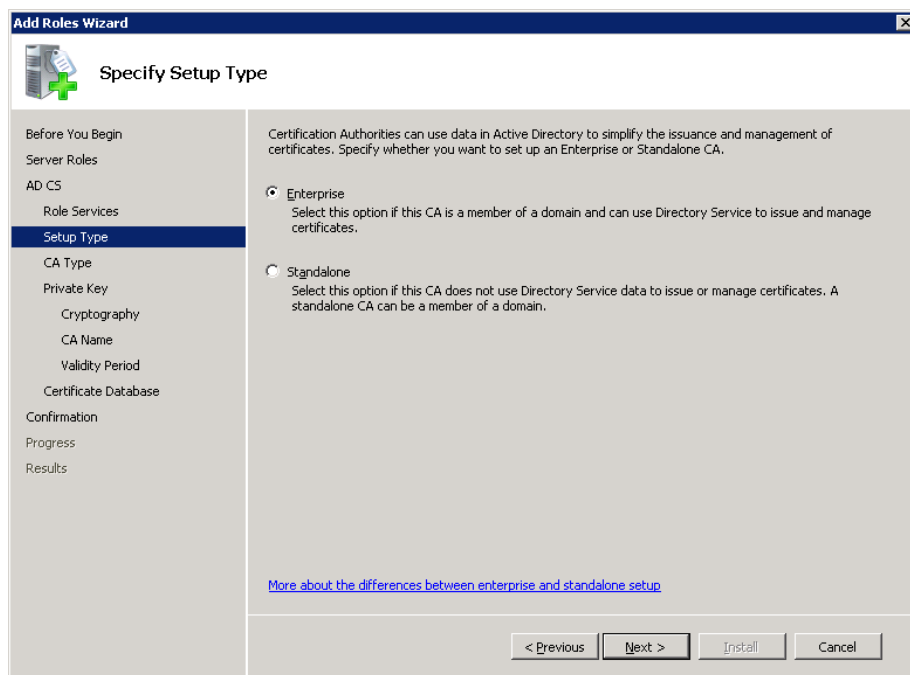 Add Roles Wizard
Specify Setup Type
Before You Begin
Server Roles
AD CS
Role Services
Setup Type
CA Type
Private Key
Cryptography
CA Name
Validity Period
Certificate Database
Confirmation
Progress
Results
Certification Authorities can use data in Active Directory to simplify the issuance and management of
certificates. Specify whether you want to set up an Enterprise or Standalone CA.
Enterprise
Select this option if this CA is a member of a domain and can use Directory Service to issue and manage
certificates.
Standalone
Select this option if this CA does not use Directory Service data to issue or manage certificates. A
standalone CA can be a member of a domain.
More about the differences between enterprise and standalone setup
< Previous
Next >
Install
Cancel